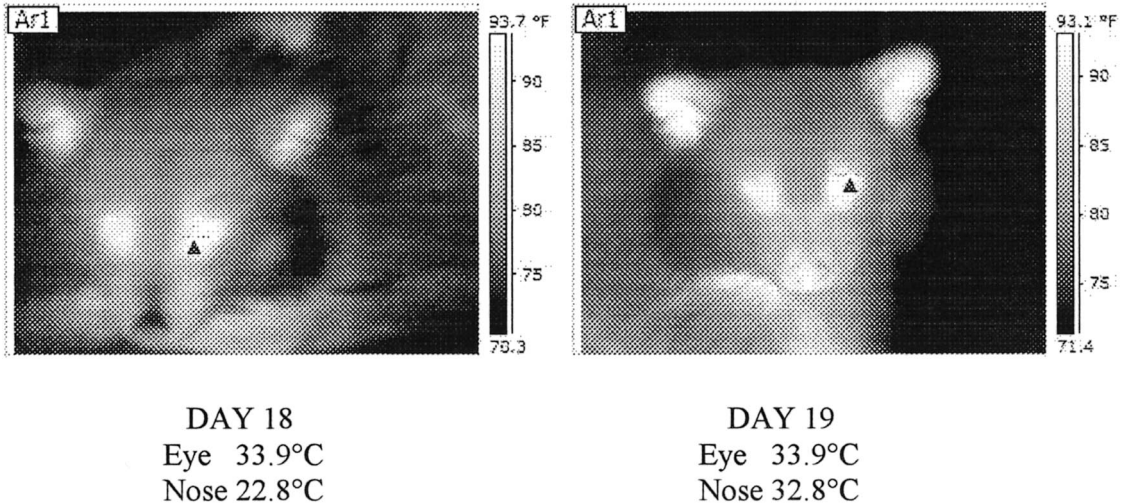 Ar1
93.7 °F
90
85
80
75
70.3
Ar1
93.1 °F
90
85
80
75
71.4
DAY 18
Eye 33.9°C
Nose 22.8°C
DAY 19
Eye 33.9°C
Nose 32.8°C